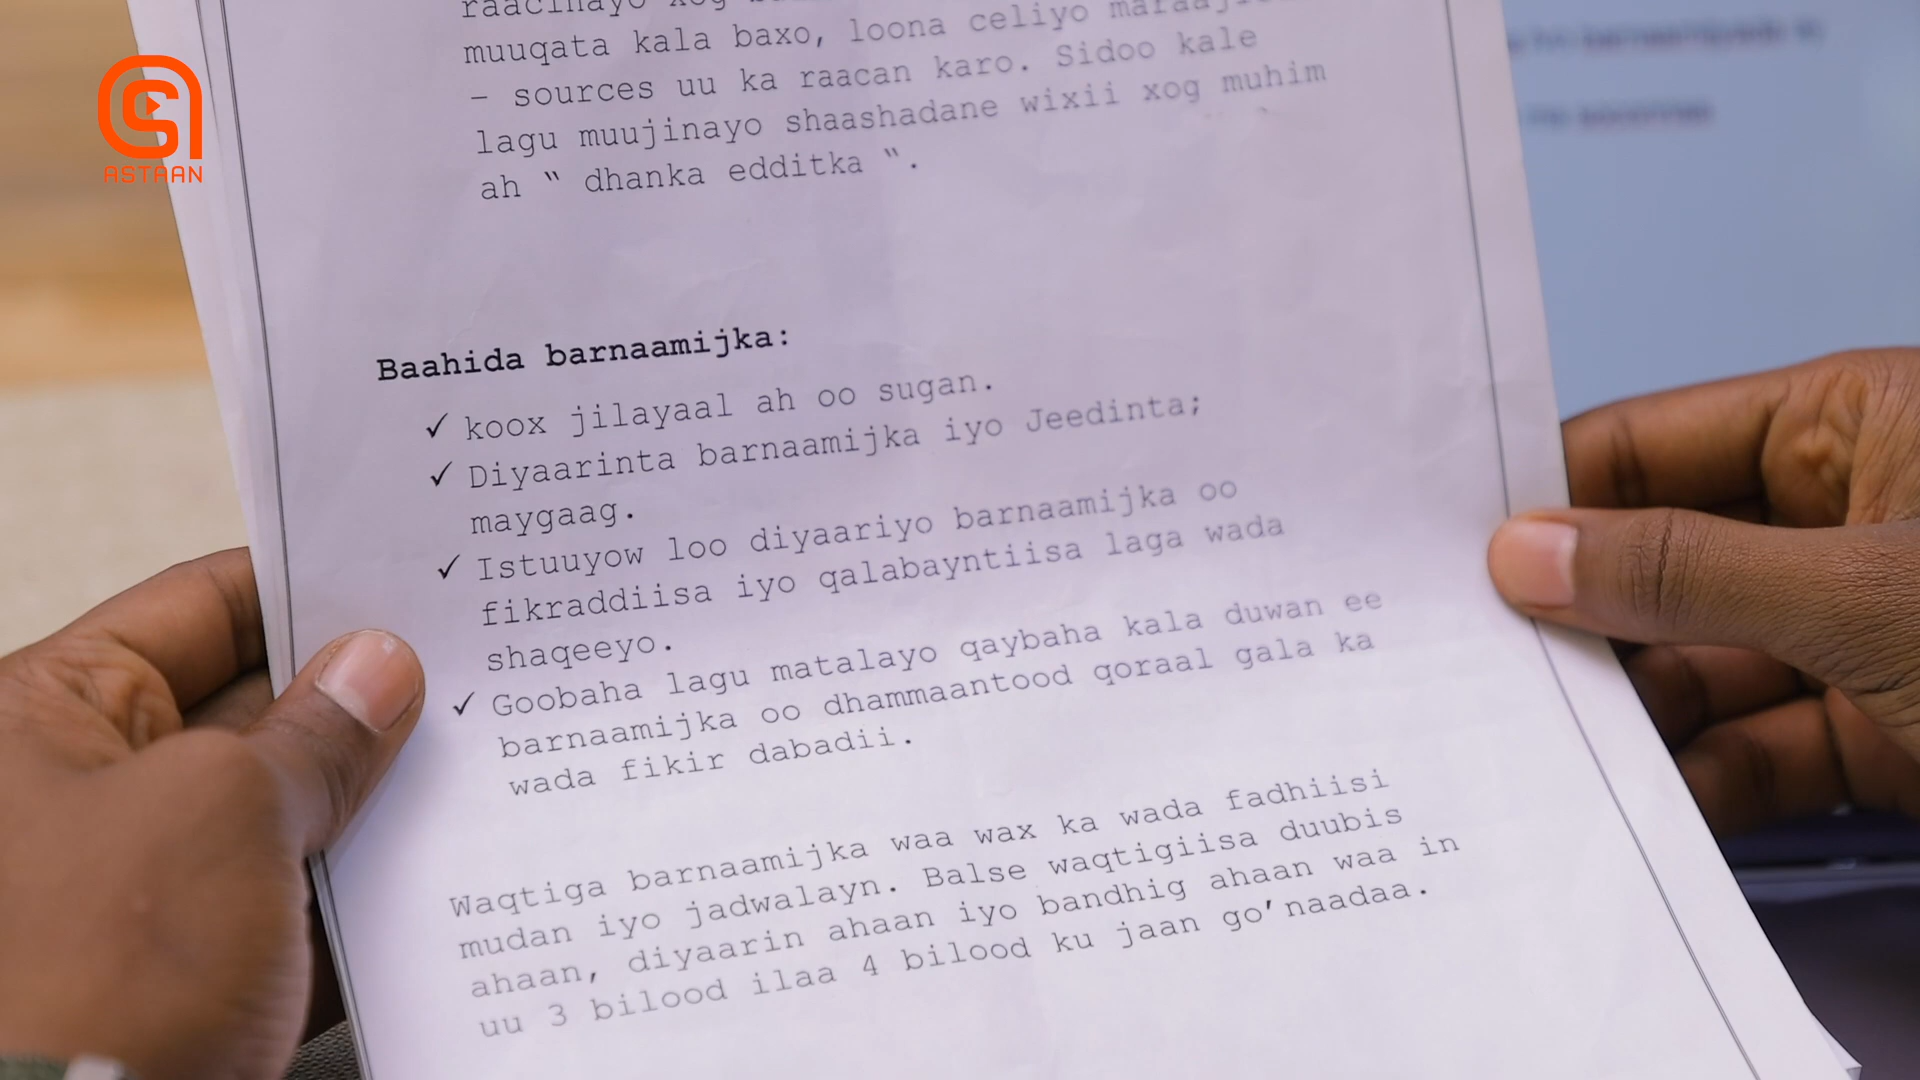 ASTAAN
muuqata kala baxo, loona celiyo
– sources uu ka raacan karo. Sidoo kale
lagu muujinayo shaashadane wixii xog muhim
ah “ dhanka edditka “.
Baahida barnaamijka:
✓ koox jilayaal ah oo sugan.
✓ Diyaarinta barnaamijka iyo Jeedinta;
maygaag.
✓ Istuuyow loo diyaariyo barnaamijka oo
fikraddiisa iyo qalabayntiisa laga wada
shaqeeyo.
✓ Goobaha lagu matalayo qaybaha kala duwan ee
barnaamijka oo dhammaantood qoraal gala ka
wada fikir dabadii.
Waqtiga barnaamijka waa wax ka wada fadhiisi
mudan iyo jadwalayn. Balse waqtigiisa duubis
ahaan, diyaarin ahaan iyo bandhig ahaan waa in
uu 3 bilood ilaa 4 bilood ku jaan go’naadaa.